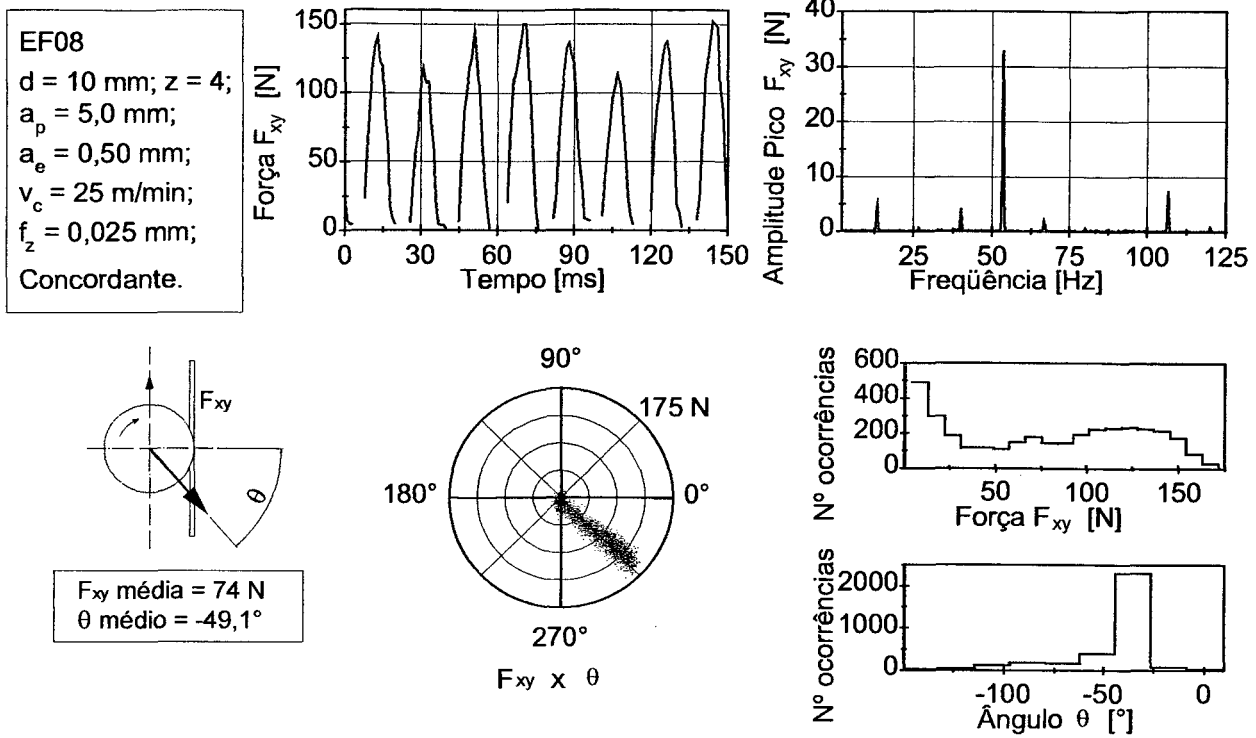 EF08
d = 10 mm; z = 4;
a_p = 5,0 mm;
a_e = 0,50 mm;
v_c = 25 m/min;
f_z = 0,025 mm;
Concordante.
Força F_xy [N]
150
100
50
0
0 30 60 90 120 150
Tempo [ms]
Amplitude Pico F_xy [N]
40
30
20
10
0
25 50 75 100 125
Freqüência [Hz]
F_xy
θ
F_xy média = 74 N
θ médio = -49,1°
90°
175 N
180°
0°
270°
F_xy x θ
Nº ocorrências
600
400
200
0
50 100 150
Força F_xy [N]
Nº ocorrências
2000
1000
0
-100 -50 0
Ângulo θ [°]